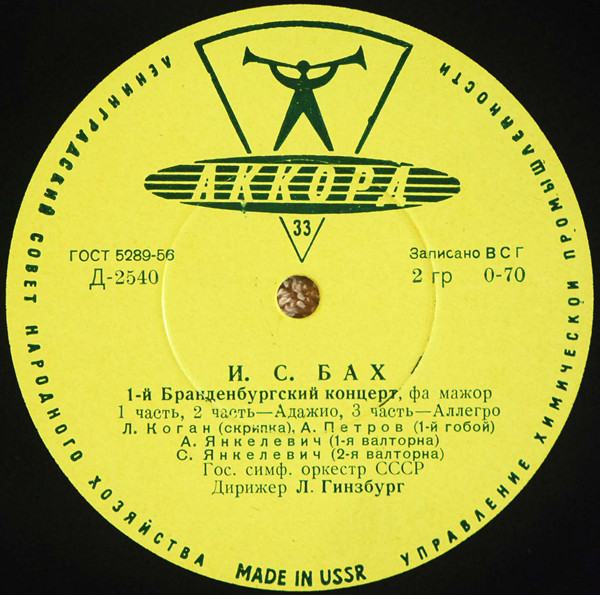 ЛЕНИНГРАДСКИЙ СОВЕТ НАРОДНОГО ХОЗЯЙСТВА
УПРАВЛЕНИЕ ХИМИЧЕСКОЙ ПРОМЫШЛЕННОСТИ
АККОРД
33
ГОСТ 5289-56
Д-2540
Записано ВСГ
2 гр 0-70
И. С. БАХ
1-й Бранденбургский концерт, фа мажор
1 часть, 2 часть—Адажио, 3 часть—Аллегро
Л. Коган (скрипка), А. Петров (1-й гобой)
А. Янкелевич (1-я валторна)
С. Янкелевич (2-я валторна)
Гос. симф. оркестр СССР
Дирижер Л. Гинзбург
MADE IN USSR